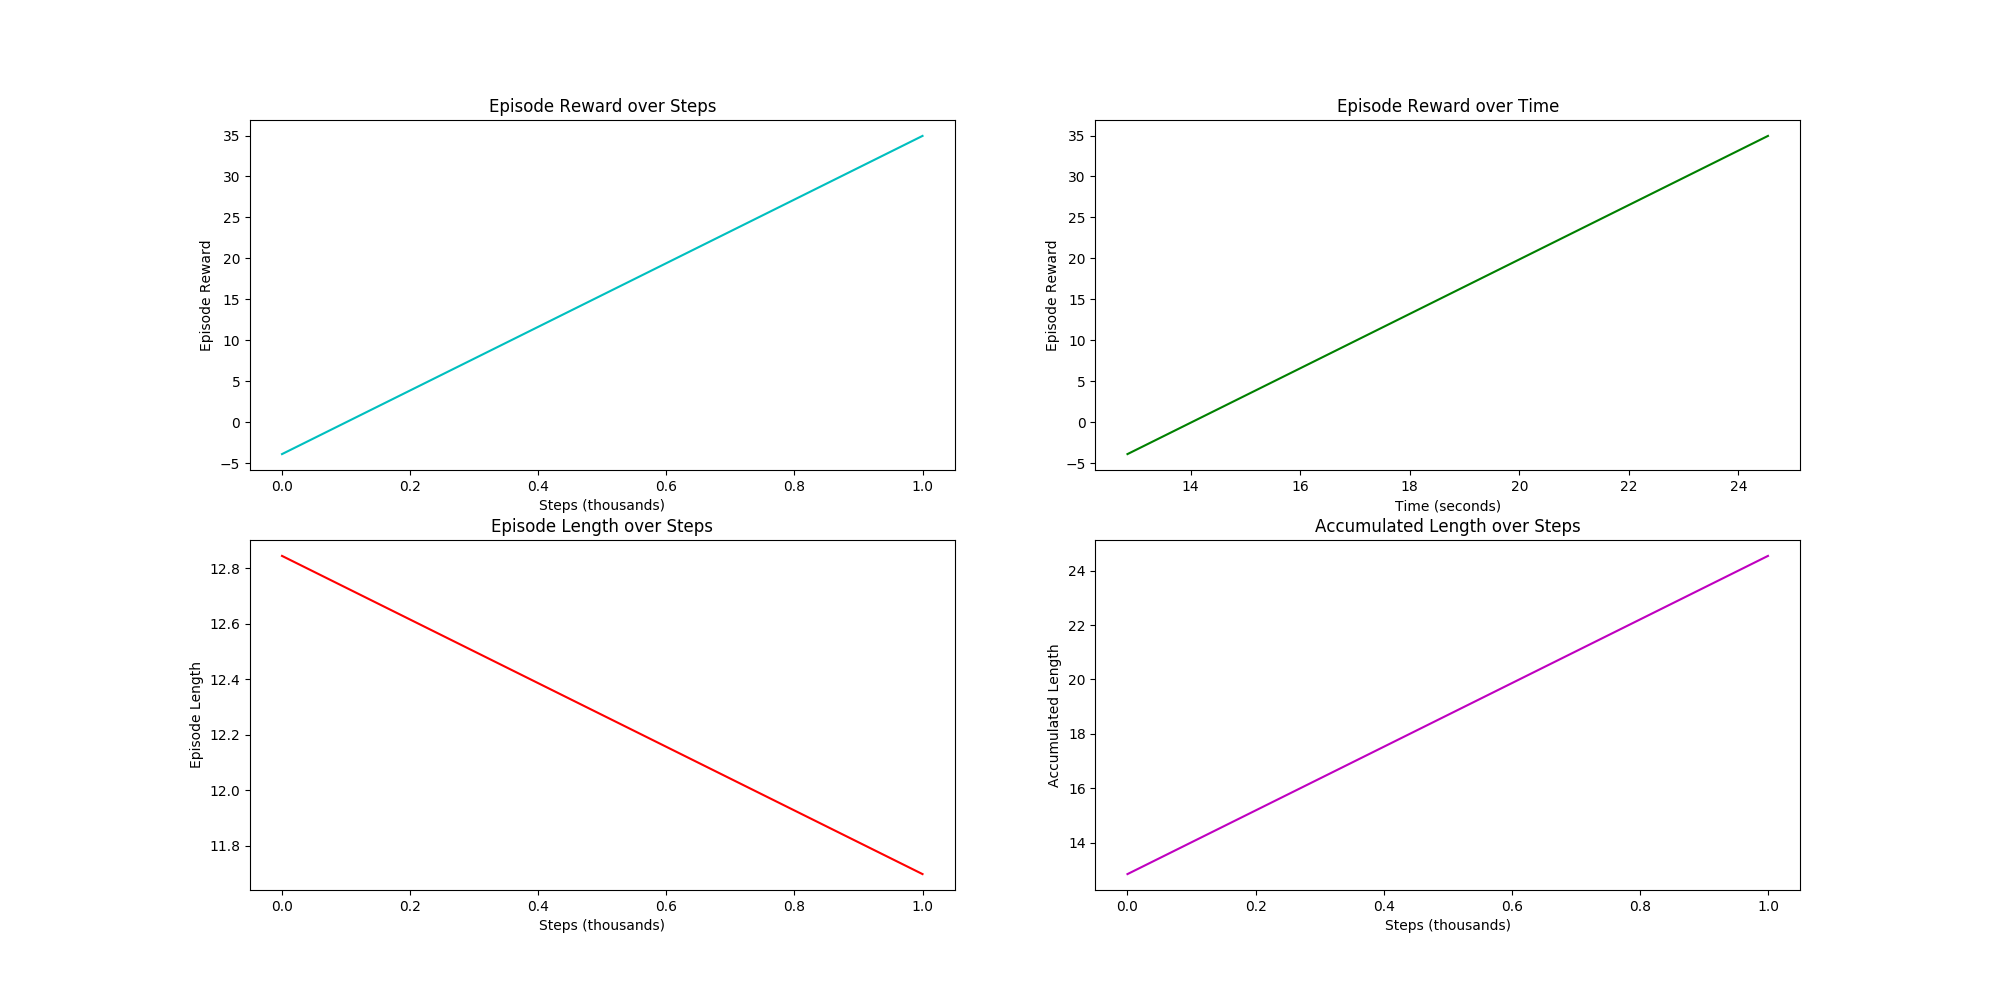 Episode Reward over Steps
Episode Reward
35
30
25
20
15
10
5
0
−5
0.0 0.2 0.4 0.6 0.8 1.0
Steps (thousands)
Episode Reward over Time
Episode Reward
35
30
25
20
15
10
5
0
−5
14 16 18 20 22 24
Time (seconds)
Episode Length over Steps
Episode Length
12.8
12.6
12.4
12.2
12.0
11.8
0.0 0.2 0.4 0.6 0.8 1.0
Steps (thousands)
Accumulated Length over Steps
Accumulated Length
24
22
20
18
16
14
0.0 0.2 0.4 0.6 0.8 1.0
Steps (thousands)